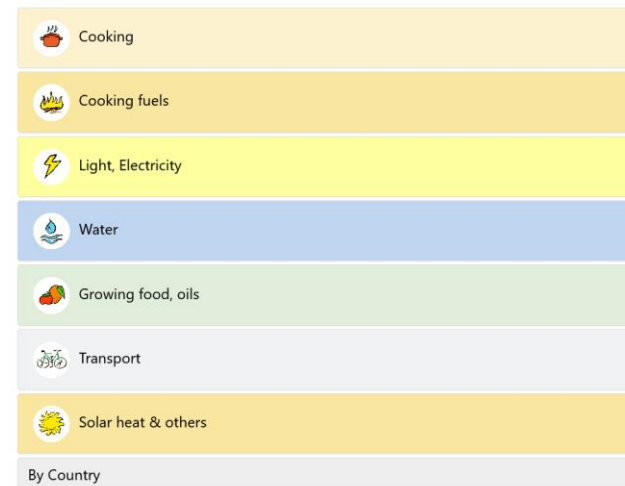 Cooking
Cooking fuels
Light, Electricity
Water
Growing food, oils
Transport
Solar heat & others
By Country